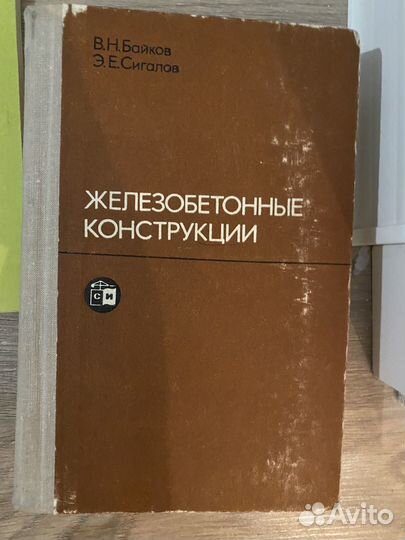 В.Н.Байков
Э.Е.Сигалов
ЖЕЛЕЗОБЕТОННЫЕ
КОНСТРУКЦИИ
С И
Avito